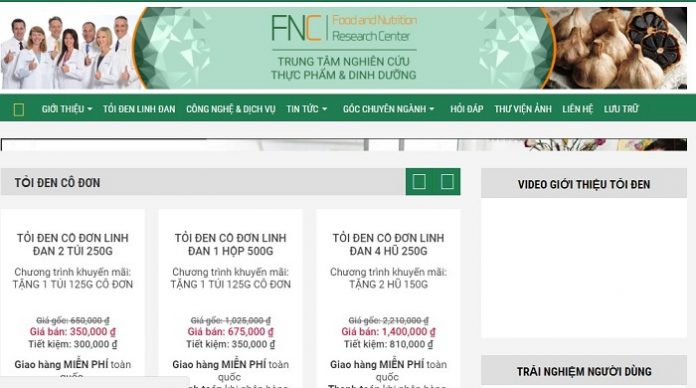 FNC Food and Nutrition
Research Center
TRUNG TÂM NGHIÊN CỨU
THỰC PHẨM & DINH DƯỠNG
GIỚI THIỆU TỎI ĐEN LINH ĐAN CÔNG NGHỆ & DỊCH VỤ TIN TỨC GÓC CHUYÊN NGÀNH HỎI ĐÁP THƯ VIỆN ẢNH LIÊN HỆ LƯU TRỮ
TỎI ĐEN CÔ ĐƠN
TỎI ĐEN CÔ ĐƠN LINH
ĐAN 2 TÚI 250G
Chương trình khuyến mãi:
TẶNG 1 TÚI 125G CÔ ĐƠN
Giá gốc: 650,000 ₫
Giá bán: 350,000 ₫
Tiết kiệm: 300,000 ₫
Giao hàng MIỄN PHÍ toàn
quốc
TỎI ĐEN CÔ ĐƠN LINH
ĐAN 1 HỘP 500G
Chương trình khuyến mãi:
TẶNG 1 TÚI 125G CÔ ĐƠN
Giá gốc: 1,025,000 ₫
Giá bán: 675,000 ₫
Tiết kiệm: 350,000 ₫
Giao hàng MIỄN PHÍ toàn
quốc
TỎI ĐEN CÔ ĐƠN LINH
ĐAN 4 HŨ 250G
Chương trình khuyến mãi:
TẶNG 2 HŨ 150G
Giá gốc: 2,210,000 ₫
Giá bán: 1,400,000 ₫
Tiết kiệm: 810,000 ₫
Giao hàng MIỄN PHÍ toàn
quốc
VIDEO GIỚI THIỆU TỎI ĐEN
TRẢI NGHIỆM NGƯỜI DÙNG